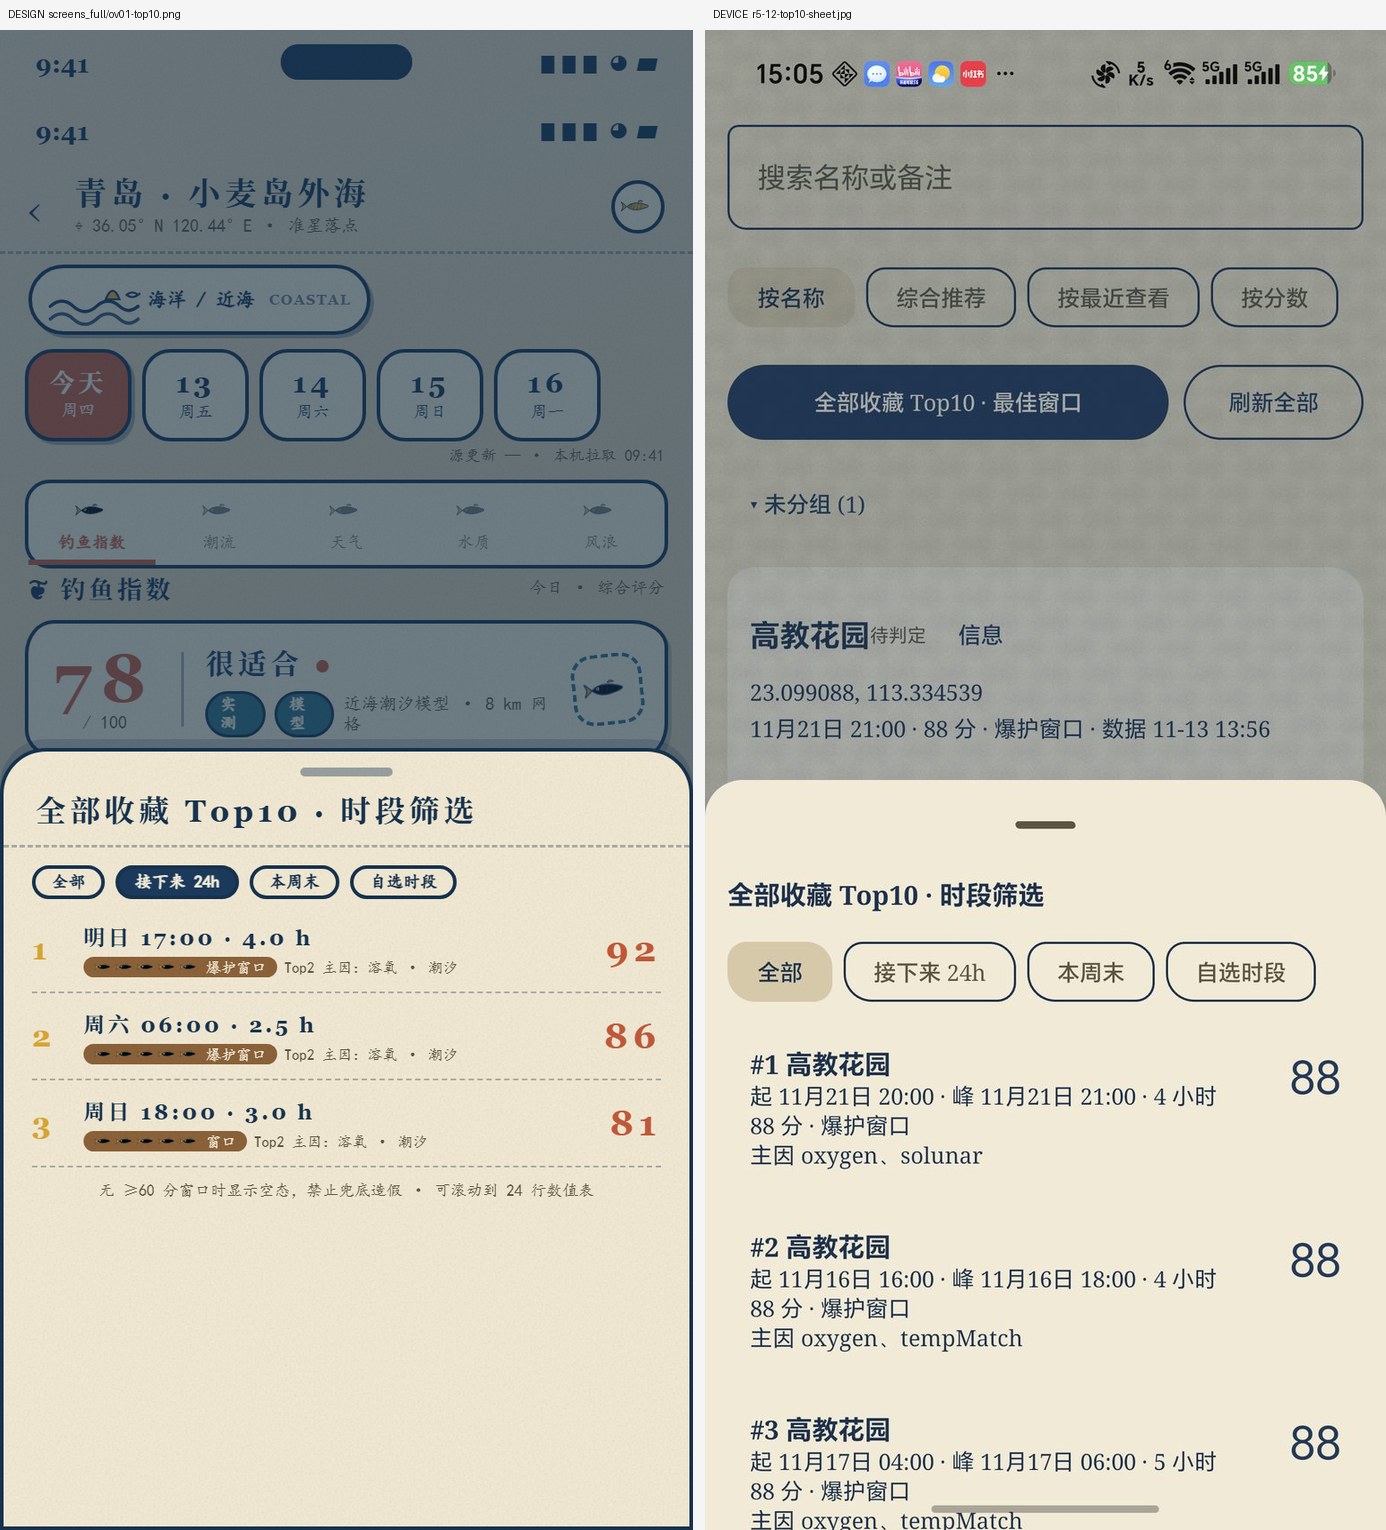 DESIGN screens_full/ov01-top10.png
9:41
9:41
青岛 · 小麦岛外海
36.05° N 120.44° E • 准星落点
海洋 / 近海 COASTAL
今天 13 14 15 16
周四 周五 周六 周日 周一
源更新 — • 本机拉取 09:41
钓鱼指数 潮流 天气 水质 风浪
钓鱼指数 今日 • 综合评分
78 / 100
很适合
实测 模型 近海潮汐模型 • 8 km 网格
全部收藏 Top10 · 时段筛选
全部 接下来 24h 本周末 自选时段
1 明日 17:00 · 4.0 h 92
爆护窗口 Top2 主因: 溶氧 • 潮汐
2 周六 06:00 · 2.5 h 86
爆护窗口 Top2 主因: 溶氧 • 潮汐
3 周日 18:00 · 3.0 h 81
窗口 Top2 主因: 溶氧 • 潮汐
无 ≥60 分窗口时显示空态, 禁止兜底造假 • 可滚动到 24 行数值表
DEVICE r5-12-top10-sheet.jpg
15:05 bilibili 小红书 ··· 5 K/s 6 5G 5G 85
搜索名称或备注
按名称 综合推荐 按最近查看 按分数
全部收藏 Top10 · 最佳窗口 刷新全部
▾ 未分组 (1)
高教花园 待判定 信息
23.099088, 113.334539
11月21日 21:00 · 88 分 · 爆护窗口 · 数据 11-13 13:56
全部收藏 Top10 · 时段筛选
全部 接下来 24h 本周末 自选时段
#1 高教花园 88
起 11月21日 20:00 · 峰 11月21日 21:00 · 4 小时
88 分 · 爆护窗口
主因 oxygen、solunar
#2 高教花园 88
起 11月16日 16:00 · 峰 11月16日 18:00 · 4 小时
88 分 · 爆护窗口
主因 oxygen、tempMatch
#3 高教花园 88
起 11月17日 04:00 · 峰 11月17日 06:00 · 5 小时
88 分 · 爆护窗口
主因 oxygen、tempMatch